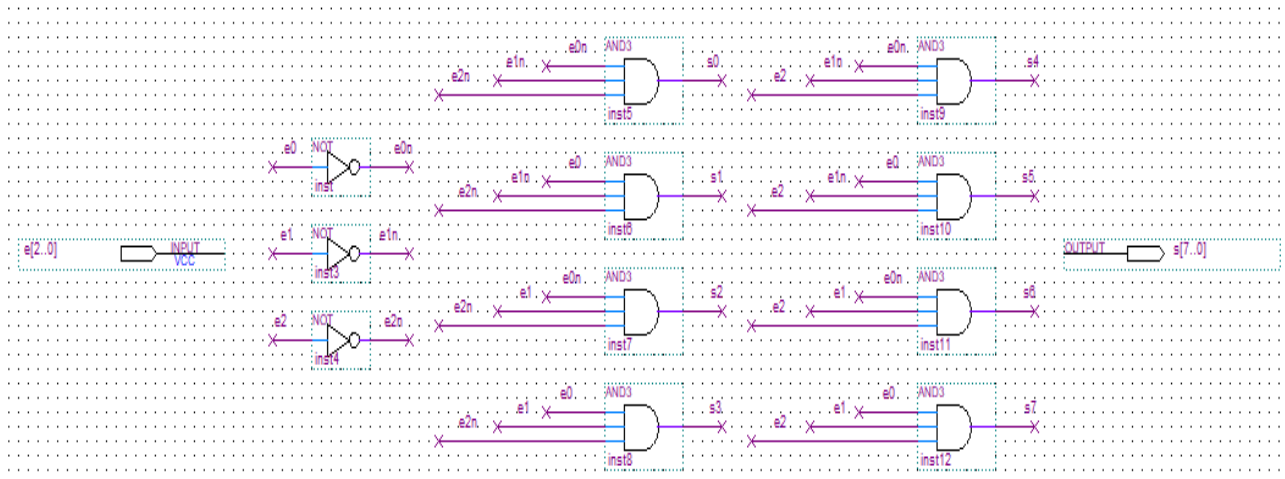 e0n AND3
e1n
e2n s0
inst5
e0n AND3
e1n
e2 s4
inst9
e0 NOT e0n
inst
e0 AND3
e1n
e2n s1
inst6
e0 AND3
e1n
e2 s5
inst10
e[2..0] INPUT
VCC
e1 NOT e1n
inst3
OUTPUT s[7..0]
e0n AND3
e1
e2n s2
inst7
e0n AND3
e1
e2 s6
inst11
e2 NOT e2n
inst4
e0 AND3
e1
e2n s3
inst8
e0 AND3
e1
e2 s7
inst12